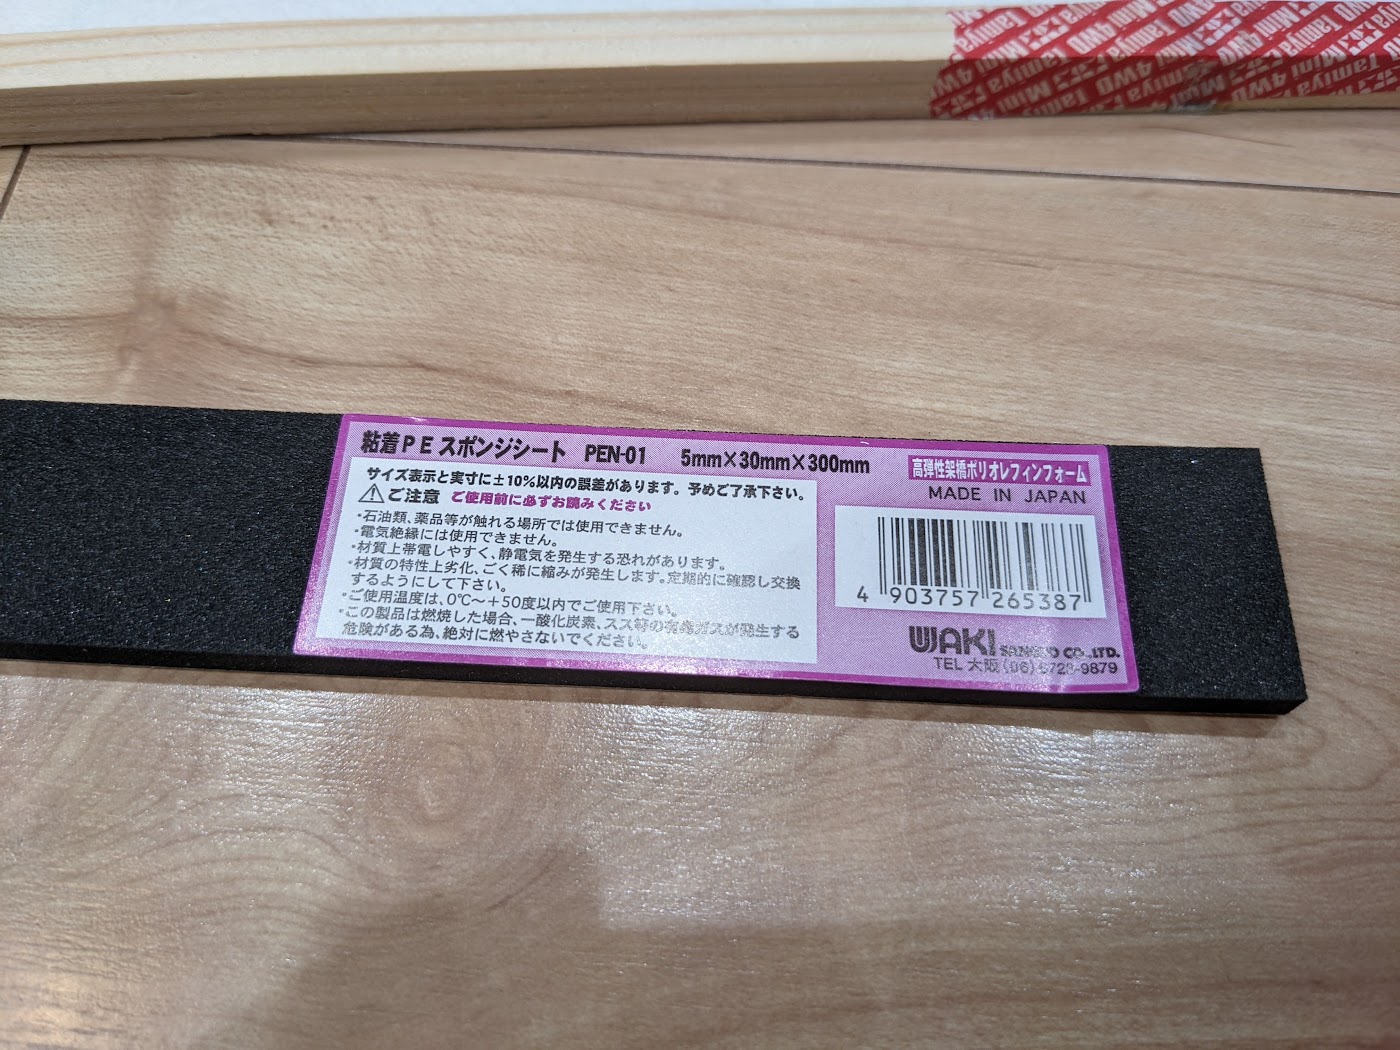 Tamiya Mini 4WD
粘着PEスポンジシート PEN-01 5mm×30mm×300mm
高弾性架橋ポリオレフィンフォーム
MADE IN JAPAN
サイズ表示と実寸に±10%以内の誤差があります。予めご了承下さい。
ご注意 ご使用前に必ずお読みください
・石油類、薬品等が触れる場所では使用できません。
・電気絶縁には使用できません。
・材質上帯電しやすく、静電気を発生する恐れがあります。
・材質の特性上劣化、ごく稀に縮みが発生します。定期的に確認し交換
するようにして下さい。
・ご使用温度は、0℃〜+50度以内でご使用下さい。
・この製品は燃焼した場合、一酸化炭素、スス等の有毒ガスが発生する
危険がある為、絶対に燃やさないでください。
4 903757 265387
WAKI SANGYO CO.,LTD.
TEL 大阪(06)6723-9879